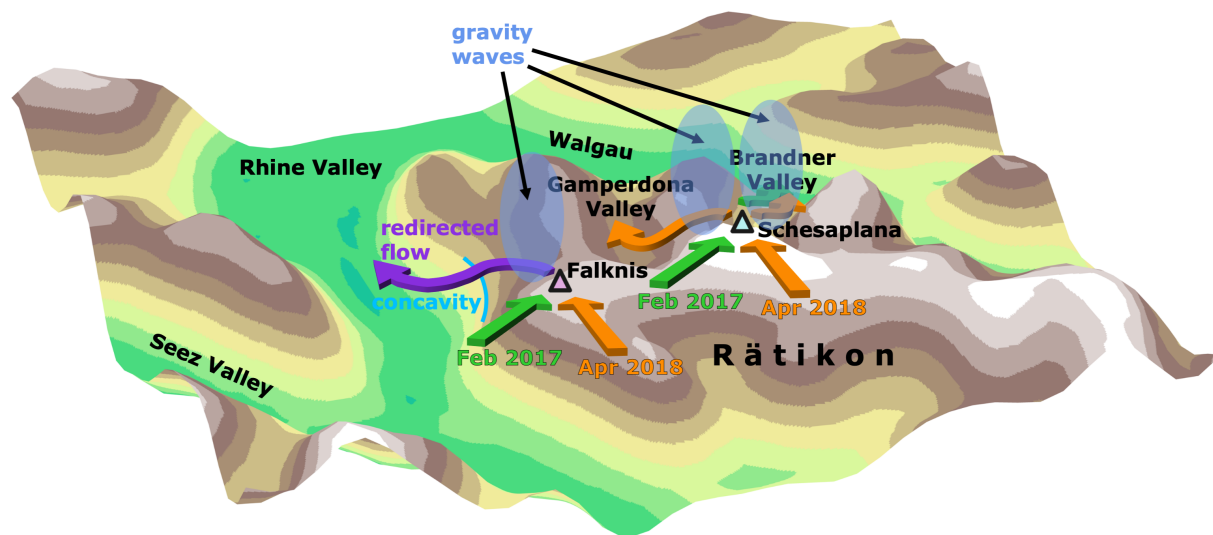 gravity
waves
Walgau
Rhine Valley
Brandner
Valley
Gamperdona
Valley
redirected
flow
Schesaplana
Falknis
concavity
Feb 2017
Apr 2018
Seez Valley
Feb 2017
Apr 2018
Rätikon